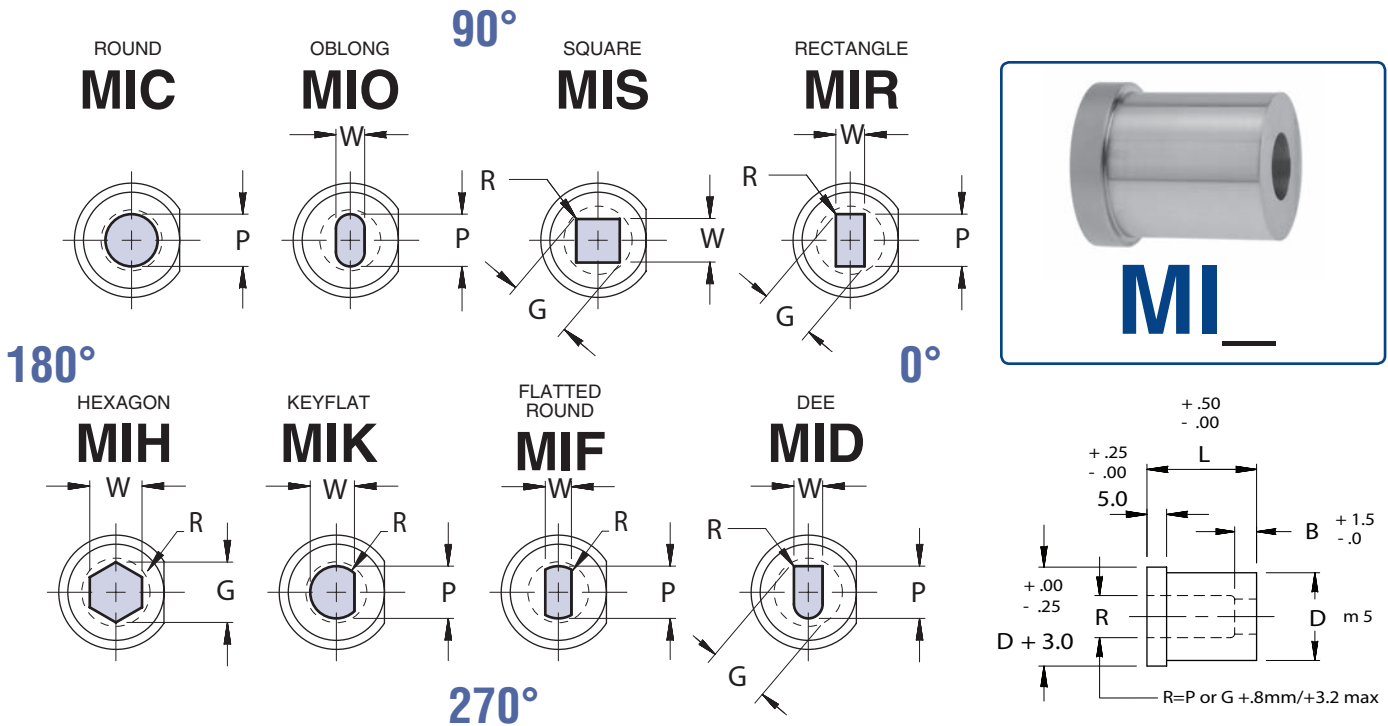 90°
ROUND
MIC
P
OBLONG
MIO
W
P
SQUARE
MIS
R
W
G
RECTANGLE
MIR
W
R
P
G
MI__
180°
0°
HEXAGON
MIH
W
R
G
KEYFLAT
MIK
W
R
P
FLATTED
ROUND
MIF
W
R
P
DEE
MID
W
R
P
G
270°
+ .50
- .00
L
+ .25
- .00
5.0
B
+ 1.5
- .0
+ .00
- .25
D + 3.0
R
D
m 5
R=P or G +.8mm/+3.2 max